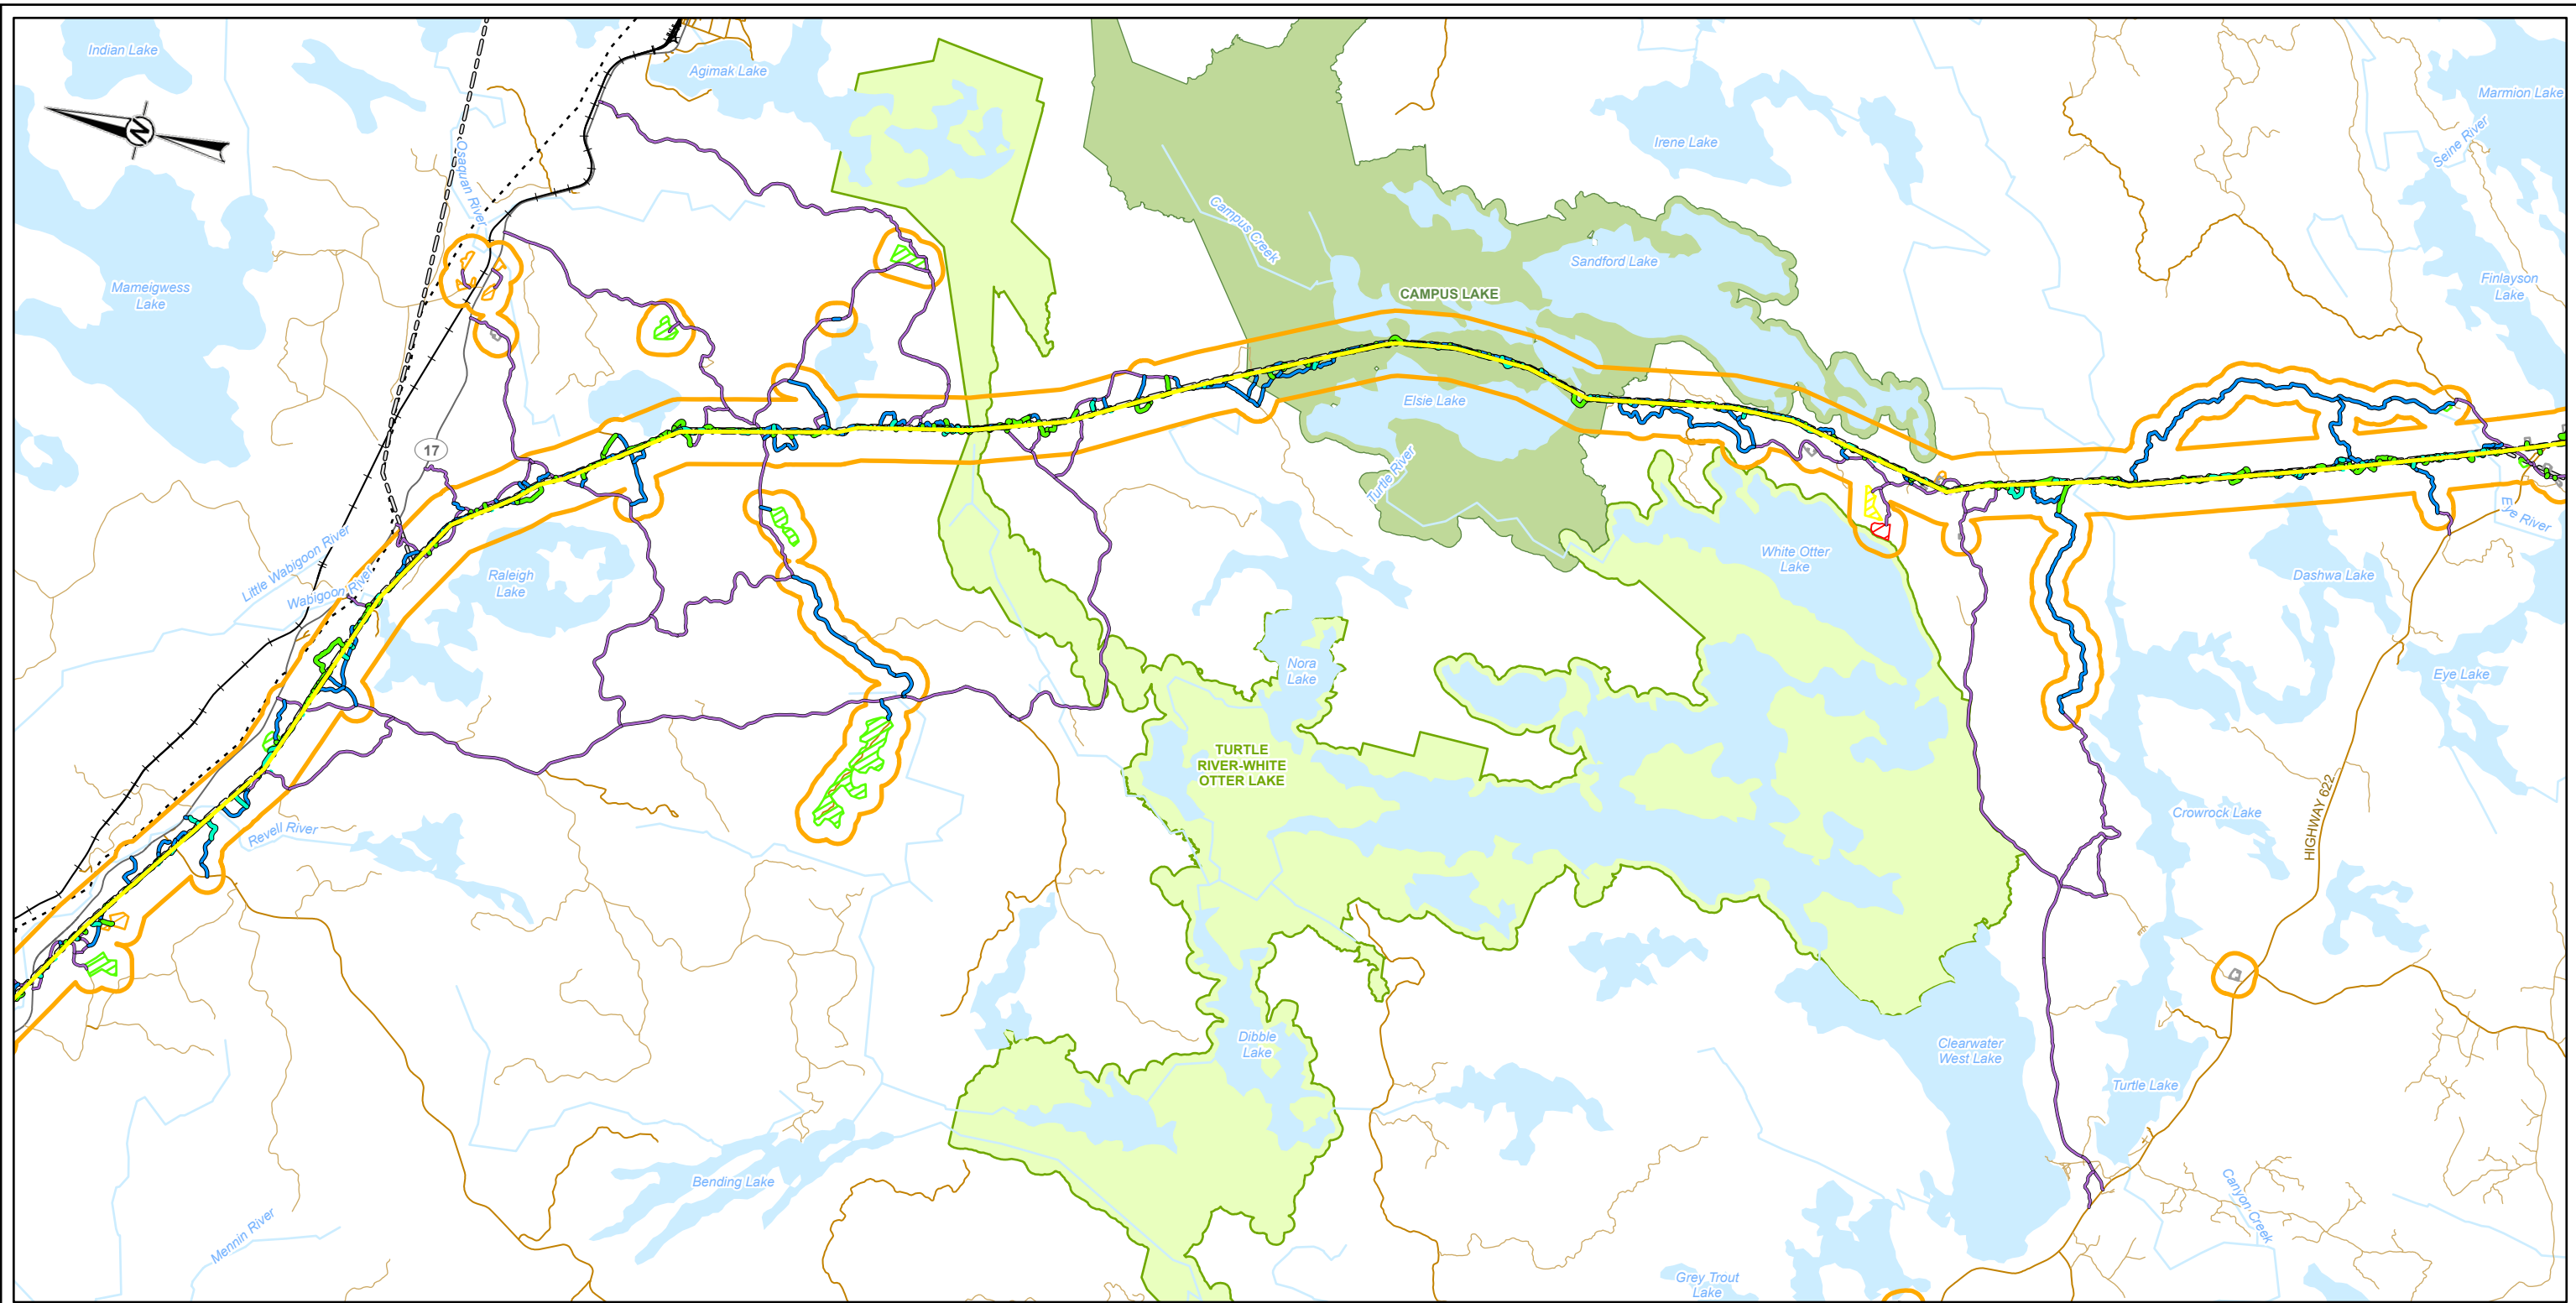 Indian Lake
Agimak Lake
Marmion Lake
N
Irene Lake
Seine River
Osaquan River
Campus Creek
Sandford Lake
Mameigwess
Lake
CAMPUS LAKE
Finlayson
Lake
Elsie Lake
17
Turtle River
Eye River
White Otter
Lake
Little Wabigoon River
Wabigoon River
Raleigh
Lake
Dashwa Lake
Nora
Lake
Eye Lake
TURTLE
RIVER-WHITE
OTTER LAKE
HIGHWAY 622
Crowrock Lake
Revell River
Dibble
Lake
Clearwater
West Lake
Turtle Lake
Bending Lake
Mennin River
Canyon Creek
Grey Trout
Lake